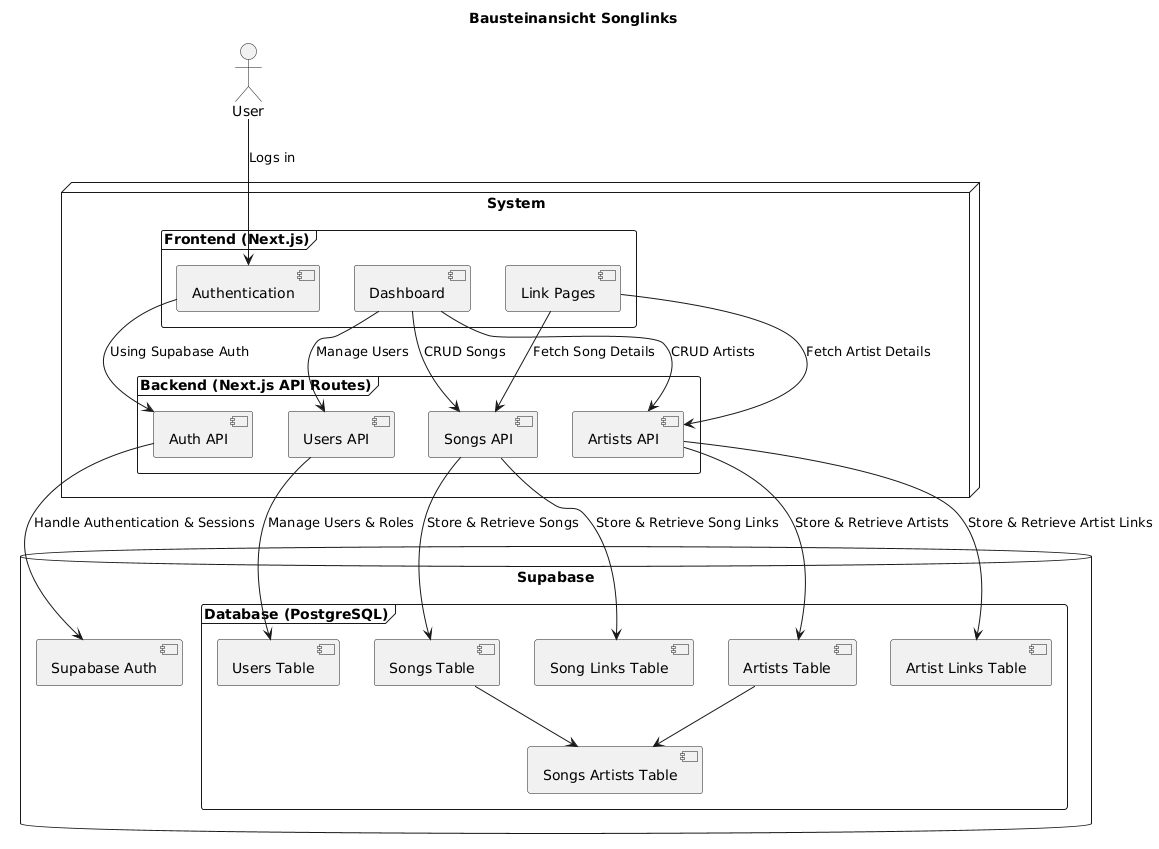 Bausteinansicht Songlinks
User
Logs in
System
Frontend (Next.js)
Authentication
Dashboard
Link Pages
Using Supabase Auth
Manage Users
CRUD Songs
Fetch Song Details
CRUD Artists
Fetch Artist Details
Backend (Next.js API Routes)
Auth API
Users API
Songs API
Artists API
Handle Authentication & Sessions
Manage Users & Roles
Store & Retrieve Songs
Store & Retrieve Song Links
Store & Retrieve Artists
Store & Retrieve Artist Links
Supabase
Database (PostgreSQL)
Supabase Auth
Users Table
Songs Table
Song Links Table
Artists Table
Artist Links Table
Songs Artists Table